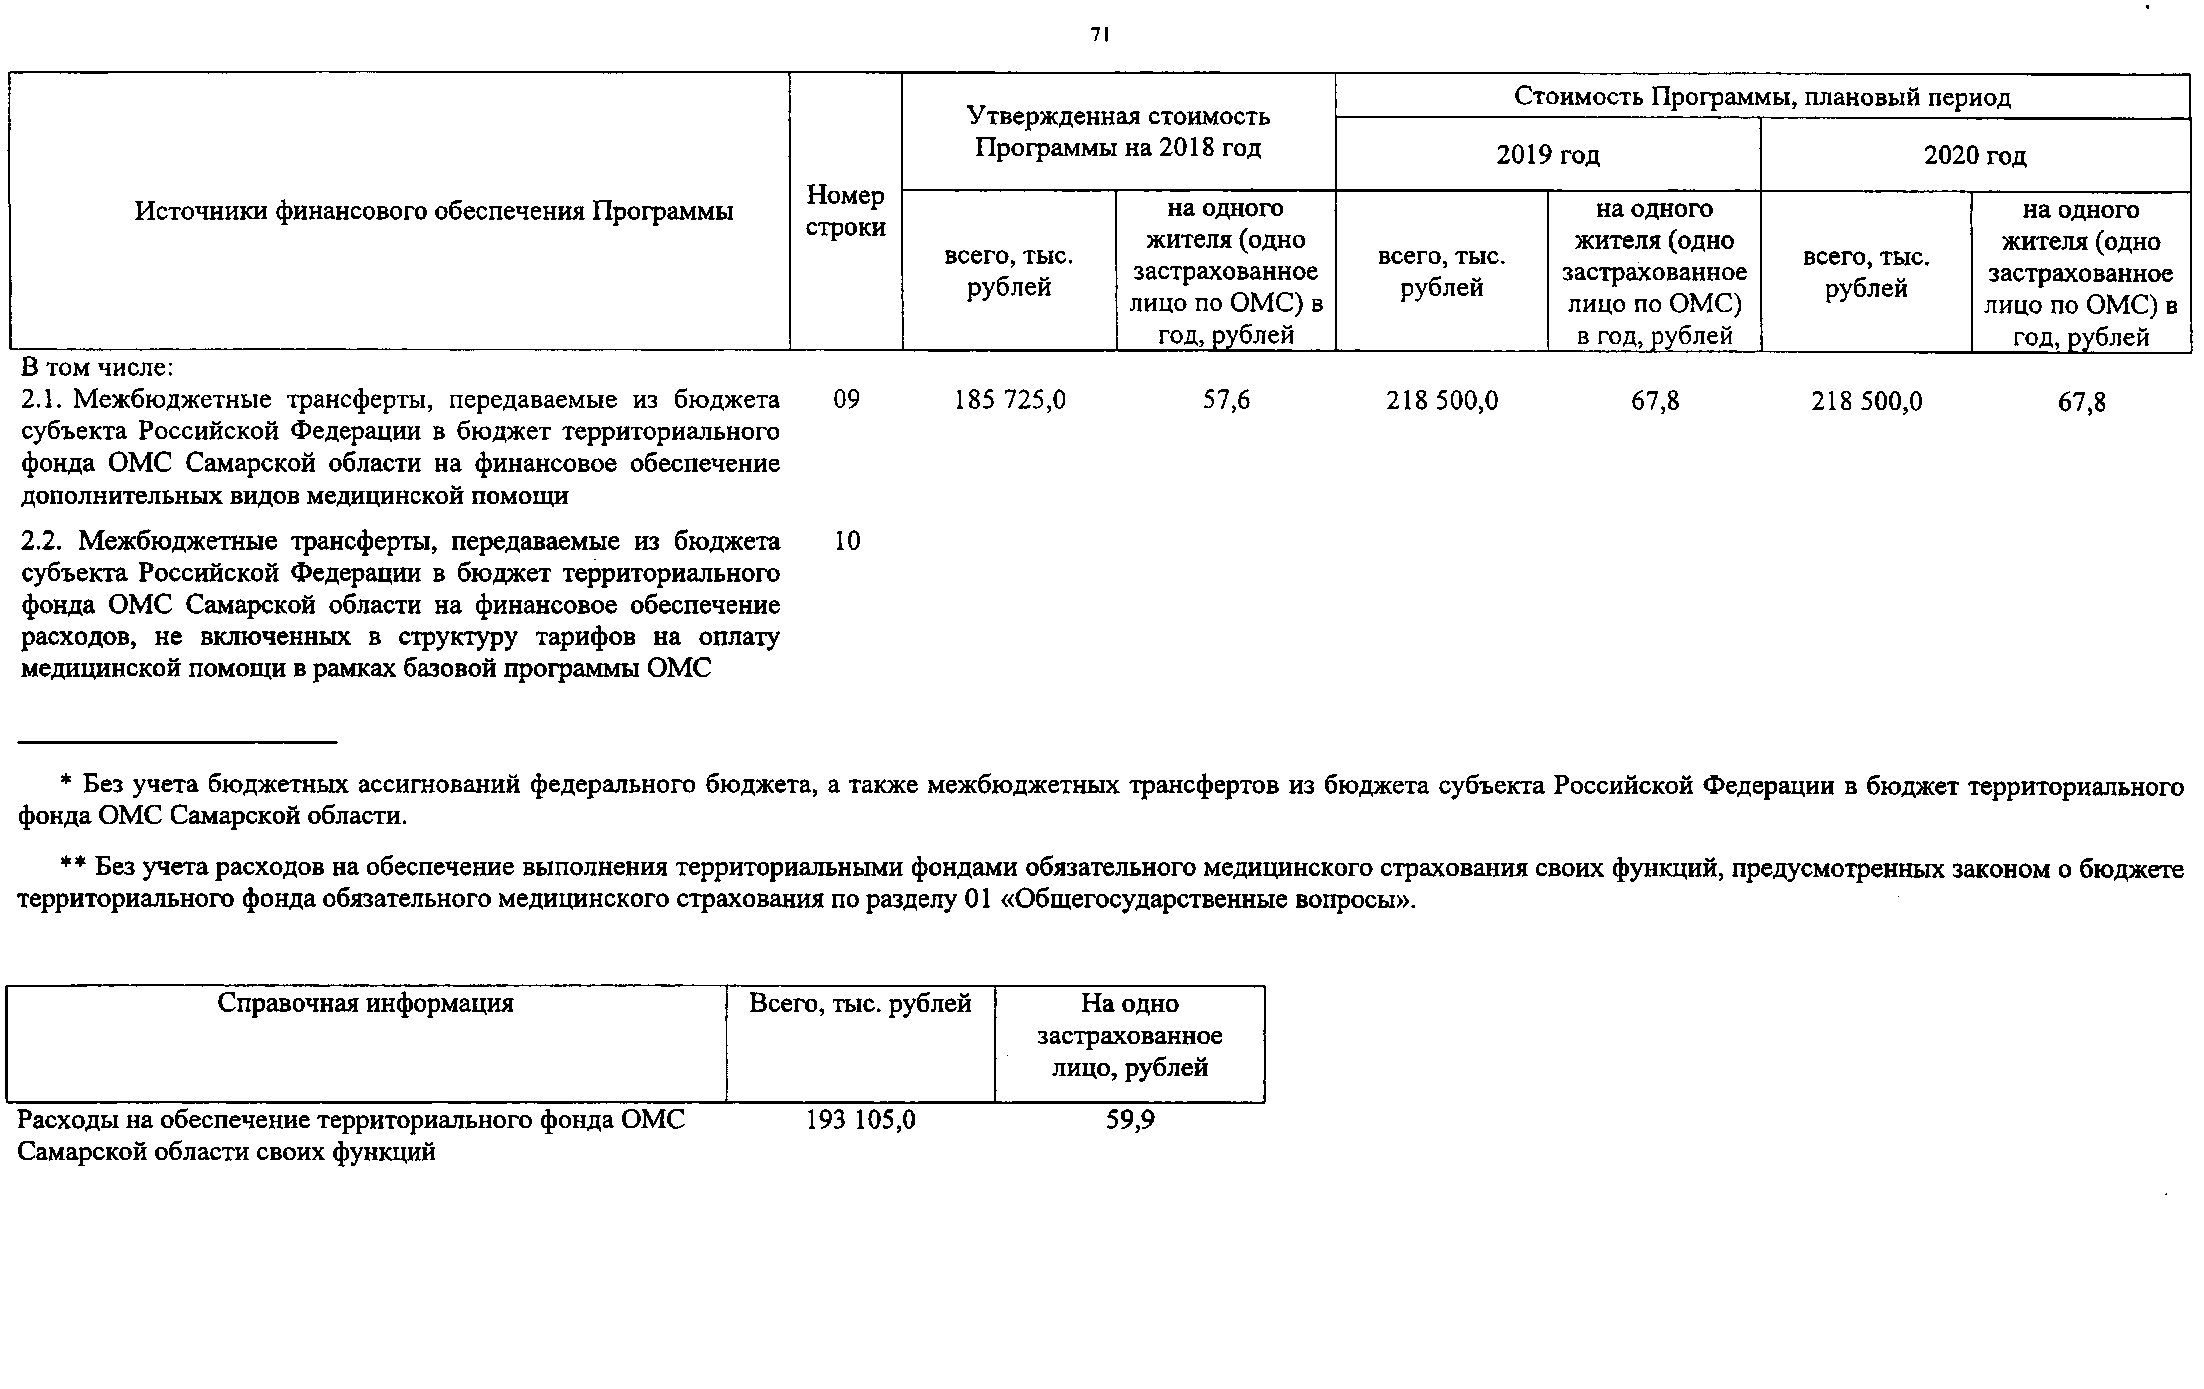 71
Источники финансового обеспечения Программы
Номер
строки
Утвержденная стоимость
Программы на 2018 год
Стоимость Программы, плановый период
2019 год
2020 год
всего, тыс.
рублей
на одного
жителя (одно
застрахованное
лицо по ОМС) в
год, рублей
всего, тыс.
рублей
на одного
жителя (одно
застрахованное
лицо по ОМС)
в год, рублей
всего, тыс.
рублей
на одного
жителя (одно
застрахованное
лицо по ОМС) в
год, рублей
В том числе:
2.1. Межбюджетные трансферты, передаваемые из бюджета 09 185 725,0 57,6 218 500,0 67,8 218 500,0 67,8
субъекта Российской Федерации в бюджет территориального
фонда ОМС Самарской области на финансовое обеспечение
дополнительных видов медицинской помощи
2.2. Межбюджетные трансферты, передаваемые из бюджета 10
субъекта Российской Федерации в бюджет территориального
фонда ОМС Самарской области на финансовое обеспечение
расходов, не включенных в структуру тарифов на оплату
медицинской помощи в рамках базовой программы ОМС
* Без учета бюджетных ассигнований федерального бюджета, а также межбюджетных трансфертов из бюджета субъекта Российской Федерации в бюджет территориального
фонда ОМС Самарской области.
** Без учета расходов на обеспечение выполнения территориальными фондами обязательного медицинского страхования своих функций, предусмотренных законом о бюджете
территориального фонда обязательного медицинского страхования по разделу 01 «Общегосударственные вопросы».
Справочная информация
Всего, тыс. рублей
На одно
застрахованное
лицо, рублей
Расходы на обеспечение территориального фонда ОМС 193 105,0 59,9
Самарской области своих функций